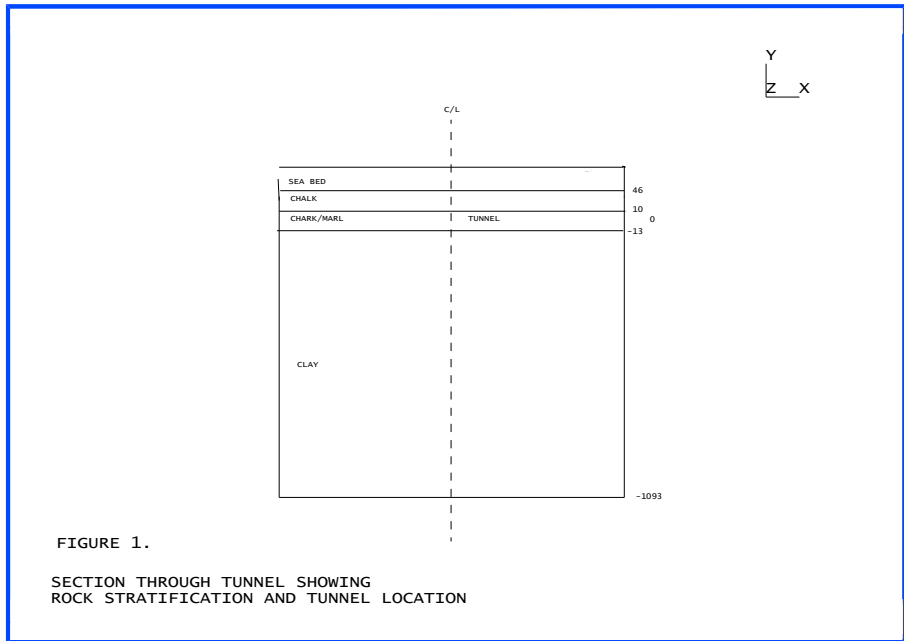 Y
Z X
C/L
SEA BED
46
CHALK
10
CHARK/MARL TUNNEL 0
-13
CLAY
-1093
FIGURE 1.
SECTION THROUGH TUNNEL SHOWING
ROCK STRATIFICATION AND TUNNEL LOCATION